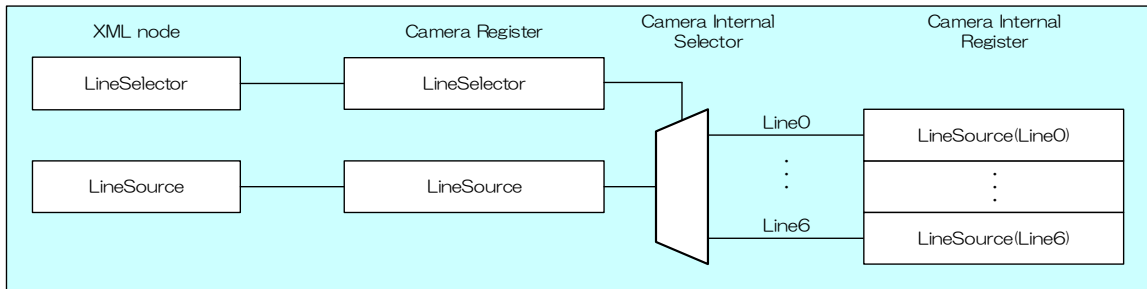 XML node
Camera Register
Camera Internal
Selector
Camera Internal
Register
LineSelector
LineSelector
Line0
LineSource(Line0)
LineSource
LineSource
Line6
LineSource(Line6)